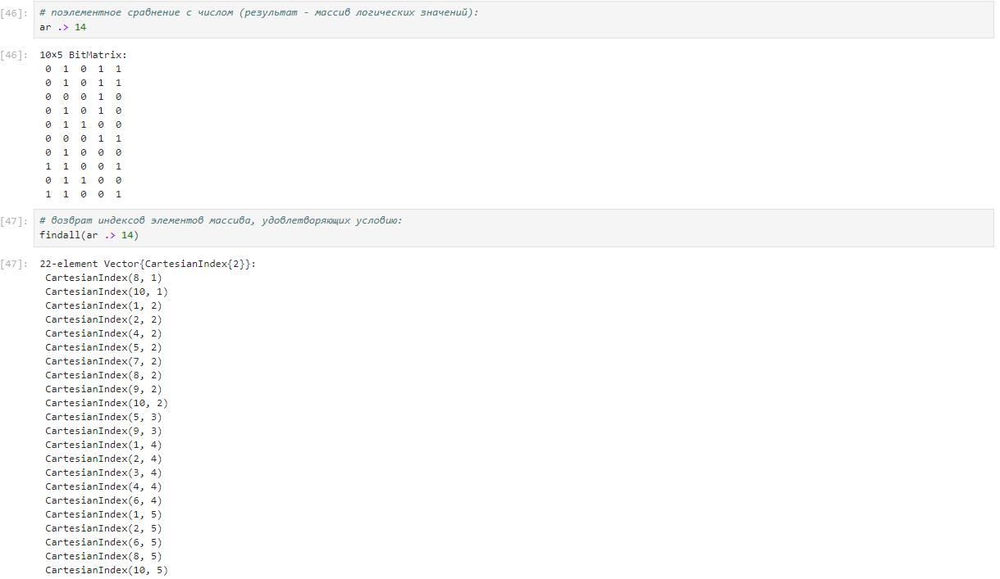 [46]: # поэлементное сравнение с числом (результат - массив логических значений):
ar .> 14
[46]: 10×5 BitMatrix:
0 1 0 1 1
0 1 0 1 1
0 0 0 1 0
0 1 0 1 0
0 1 1 0 0
0 0 0 1 1
0 1 0 0 0
1 1 0 0 1
0 1 1 0 0
1 1 0 0 1
[47]: # возврат индексов элементов массива, удовлетворяющих условию:
findall(ar .> 14)
[47]: 22-element Vector{CartesianIndex{2}}:
CartesianIndex(8, 1)
CartesianIndex(10, 1)
CartesianIndex(1, 2)
CartesianIndex(2, 2)
CartesianIndex(4, 2)
CartesianIndex(5, 2)
CartesianIndex(7, 2)
CartesianIndex(8, 2)
CartesianIndex(9, 2)
CartesianIndex(10, 2)
CartesianIndex(5, 3)
CartesianIndex(9, 3)
CartesianIndex(1, 4)
CartesianIndex(2, 4)
CartesianIndex(3, 4)
CartesianIndex(4, 4)
CartesianIndex(6, 4)
CartesianIndex(1, 5)
CartesianIndex(2, 5)
CartesianIndex(6, 5)
CartesianIndex(8, 5)
CartesianIndex(10, 5)